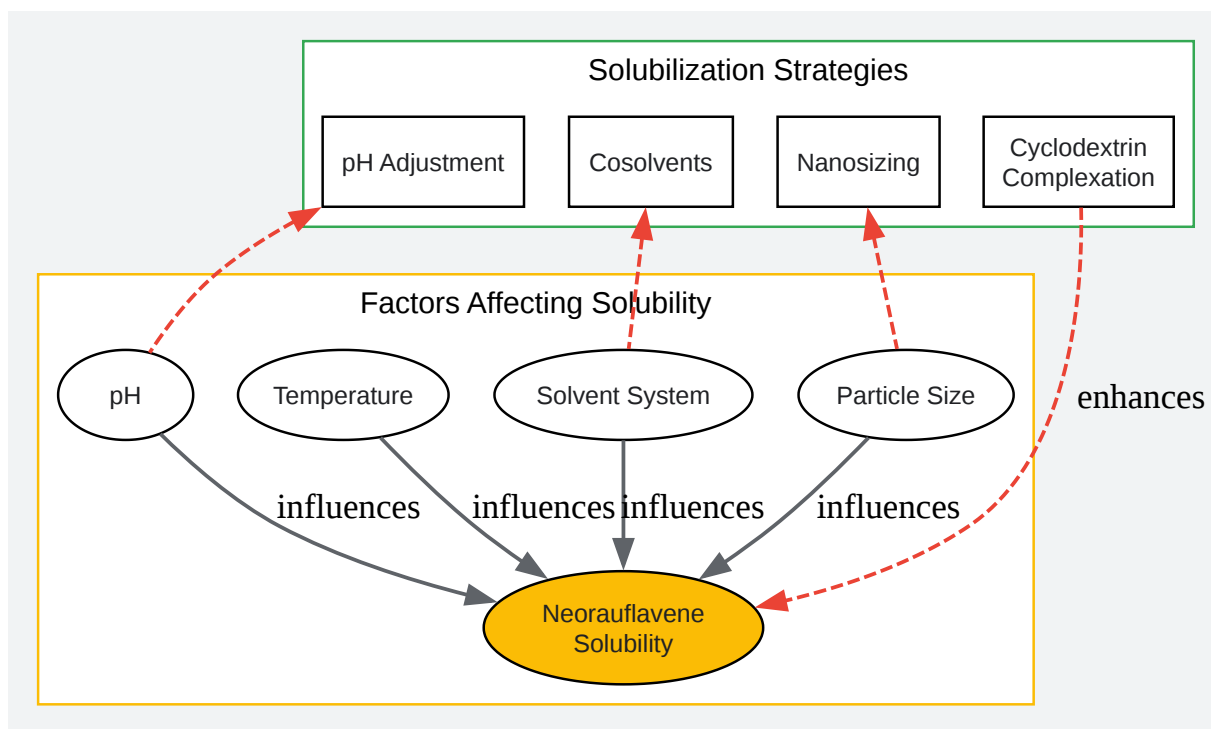 Solubilization Strategies
pH Adjustment
Cosolvents
Nanosizing
Cyclodextrin
Complexation
Factors Affecting Solubility
pH
Temperature
Solvent System
Particle Size
enhances
influences
influences
influences
influences
Neorauflavene
Solubility